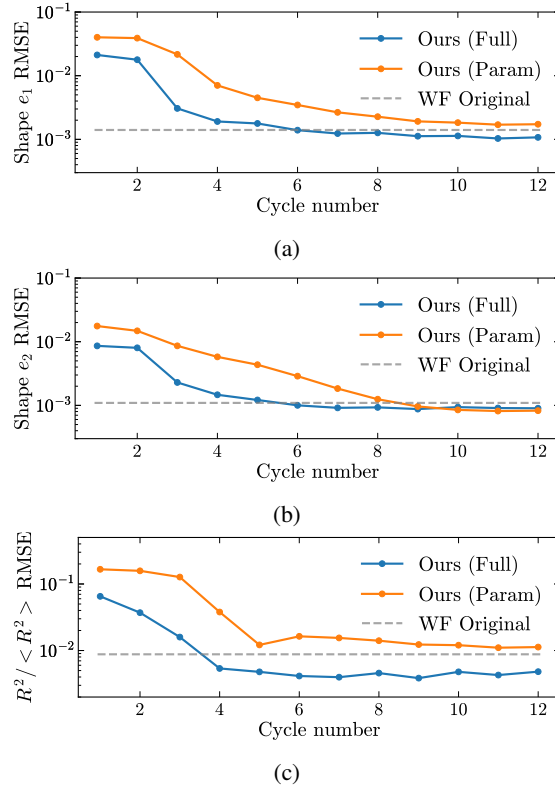 10⁻¹
10⁻²
10⁻³
Shape e₁ RMSE
Ours (Full)
Ours (Param)
WF Original
2 4 6 8 10 12
Cycle number
(a)
10⁻¹
10⁻²
10⁻³
Shape e₂ RMSE
Ours (Full)
Ours (Param)
WF Original
2 4 6 8 10 12
Cycle number
(b)
10⁻¹
10⁻²
R²/ < R² > RMSE
Ours (Full)
Ours (Param)
WF Original
2 4 6 8 10 12
Cycle number
(c)